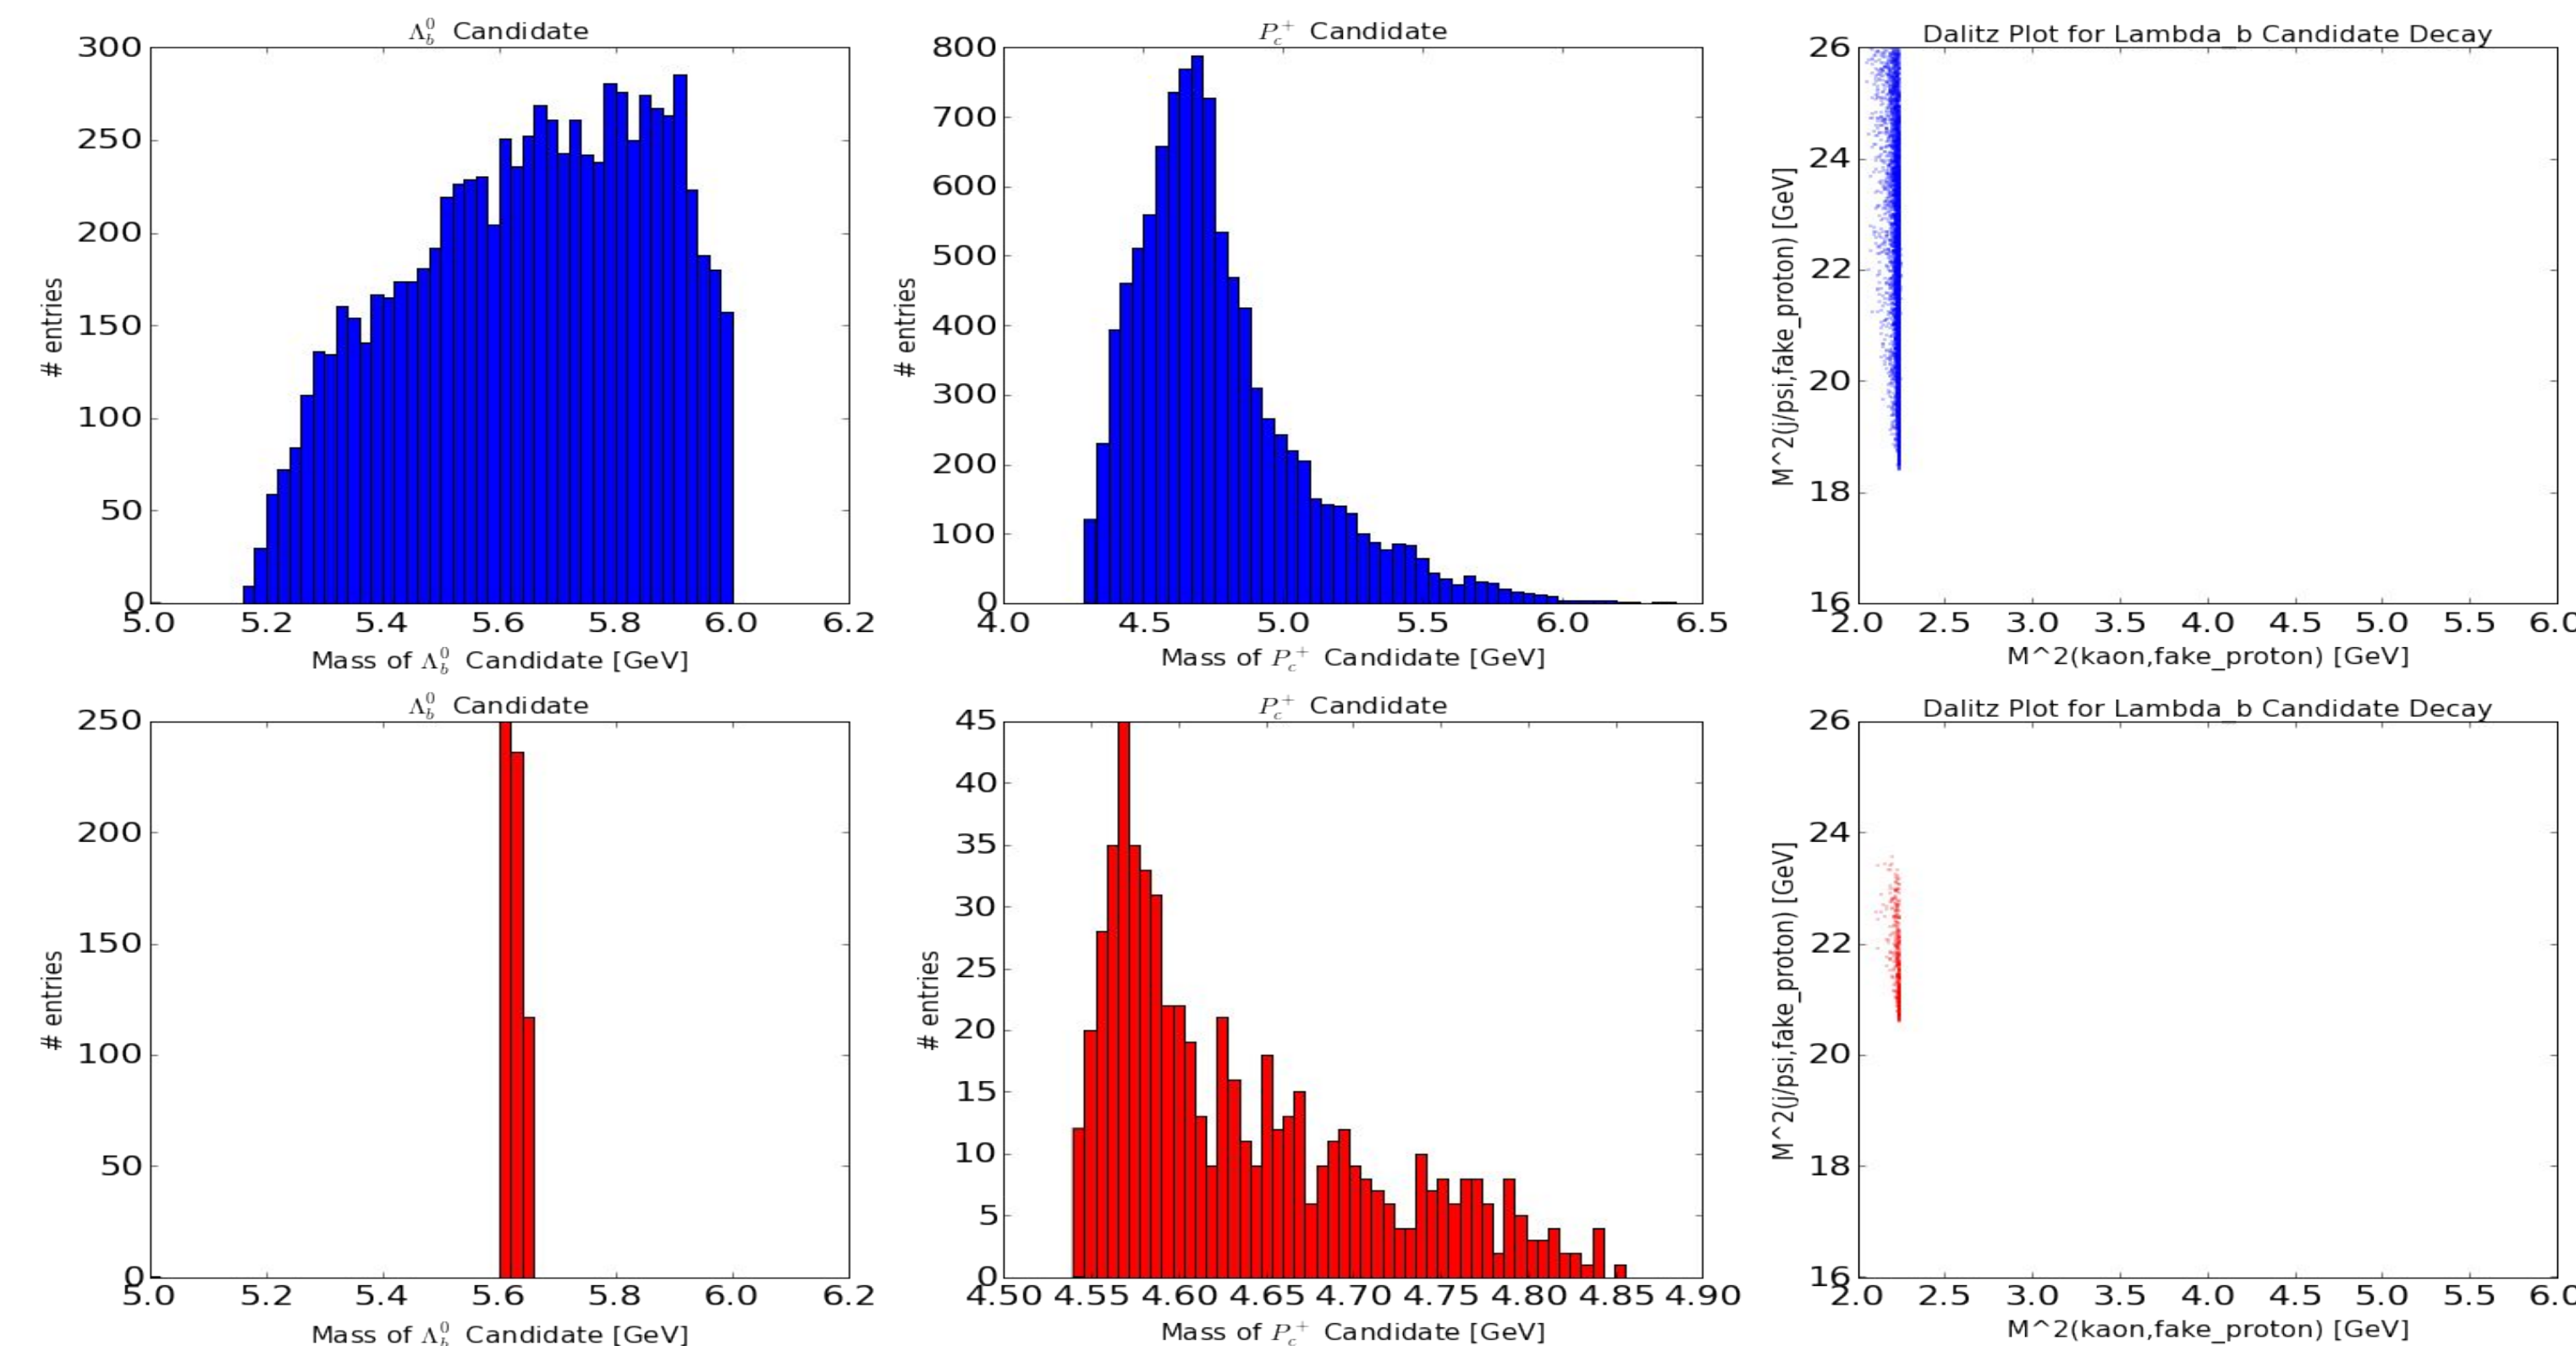 Λ_b^0 Candidate
300
250
200
150
100
50
0
# entries
5.0 5.2 5.4 5.6 5.8 6.0 6.2
Mass of Λ_b^0 Candidate [GeV]
P_c^+ Candidate
800
700
600
500
400
300
200
100
0
# entries
4.0 4.5 5.0 5.5 6.0 6.5
Mass of P_c^+ Candidate [GeV]
Dalitz Plot for Lambda_b Candidate Decay
26
24
22
20
18
16
M^2(j/psi,fake_proton) [GeV]
2.0 2.5 3.0 3.5 4.0 4.5 5.0 5.5 6.0
M^2(kaon,fake_proton) [GeV]
Λ_b^0 Candidate
250
200
150
100
50
0
# entries
5.0 5.2 5.4 5.6 5.8 6.0 6.2
Mass of Λ_b^0 Candidate [GeV]
P_c^+ Candidate
45
40
35
30
25
20
15
10
5
0
# entries
4.50 4.55 4.60 4.65 4.70 4.75 4.80 4.85 4.90
Mass of P_c^+ Candidate [GeV]
Dalitz Plot for Lambda_b Candidate Decay
26
24
22
20
18
16
M^2(j/psi,fake_proton) [GeV]
2.0 2.5 3.0 3.5 4.0 4.5 5.0 5.5 6.0
M^2(kaon,fake_proton) [GeV]